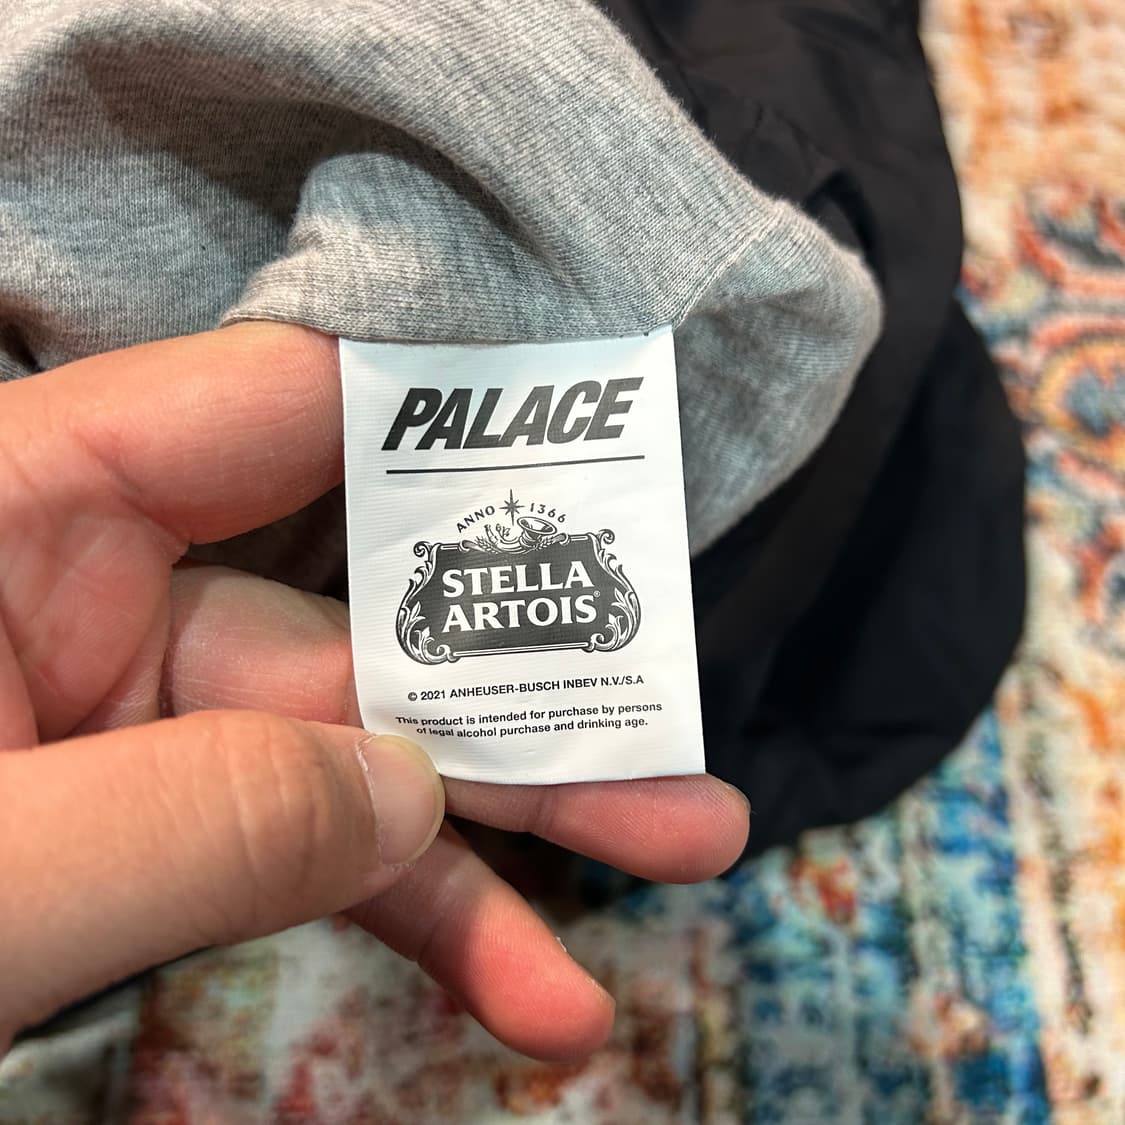 PALACE
ANNO 1366
STELLA
ARTOIS®
© 2021 ANHEUSER-BUSCH INBEV N.V./S.A
This product is intended for purchase by persons
of legal alcohol purchase and drinking age.